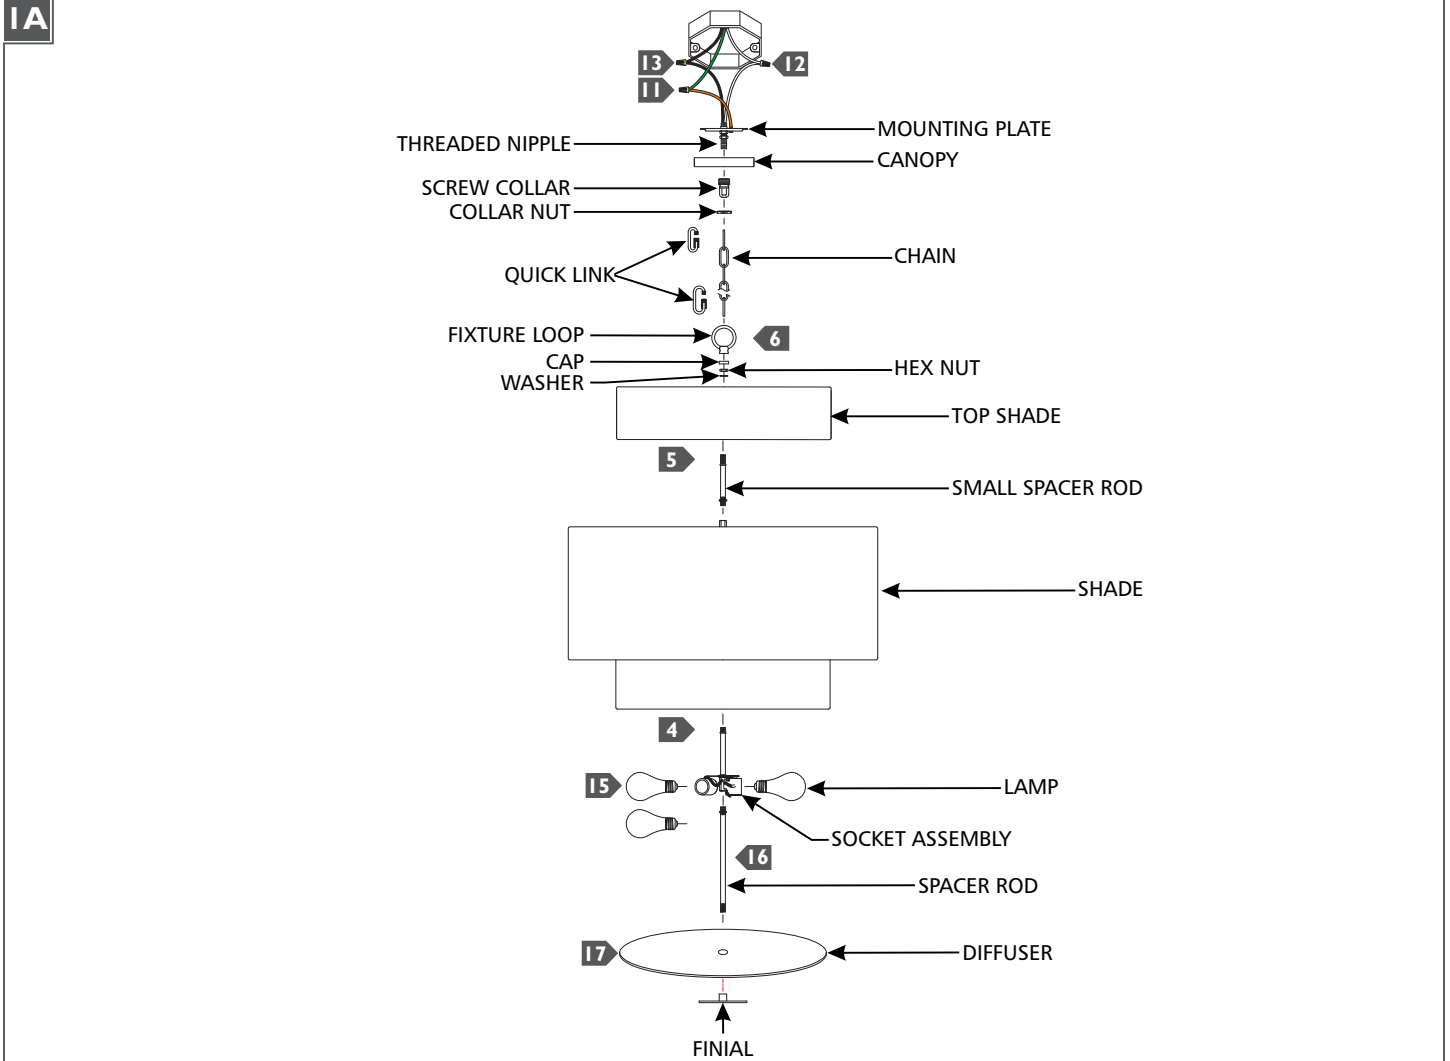 1A
13
12
11
MOUNTING PLATE
THREADED NIPPLE
CANOPY
SCREW COLLAR
COLLAR NUT
CHAIN
QUICK LINK
FIXTURE LOOP
6
CAP
HEX NUT
WASHER
TOP SHADE
5
SMALL SPACER ROD
SHADE
4
15
LAMP
SOCKET ASSEMBLY
16
SPACER ROD
17
DIFFUSER
FINIAL